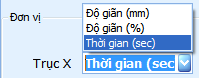 Đơn vị
Độ giãn (mm)
Độ giãn (%)
Thời gian (sec)
Trục X
Thời gian (sec